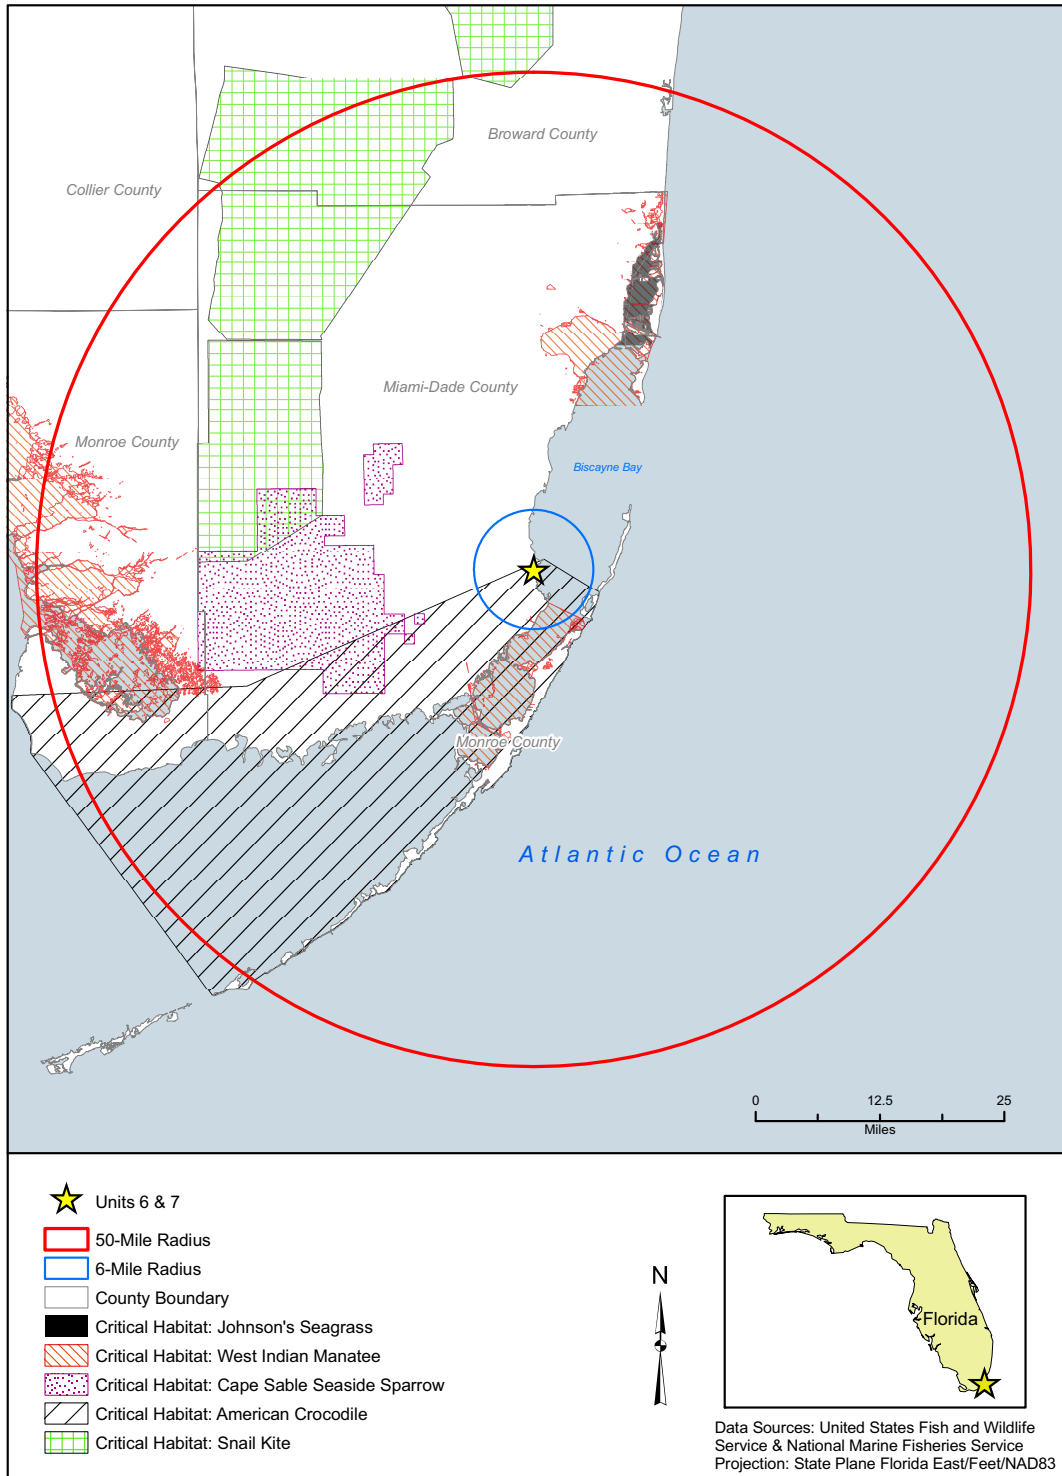 Broward County
Collier County
Miami-Dade County
Monroe County
Biscayne Bay
Monroe County
Atlantic Ocean
0 12.5 25
Miles
Units 6 & 7
50-Mile Radius
6-Mile Radius
County Boundary
Critical Habitat: Johnson's Seagrass
Critical Habitat: West Indian Manatee
Critical Habitat: Cape Sable Seaside Sparrow
Critical Habitat: American Crocodile
Critical Habitat: Snail Kite
N
Florida
Data Sources: United States Fish and Wildlife
Service & National Marine Fisheries Service
Projection: State Plane Florida East/Feet/NAD83